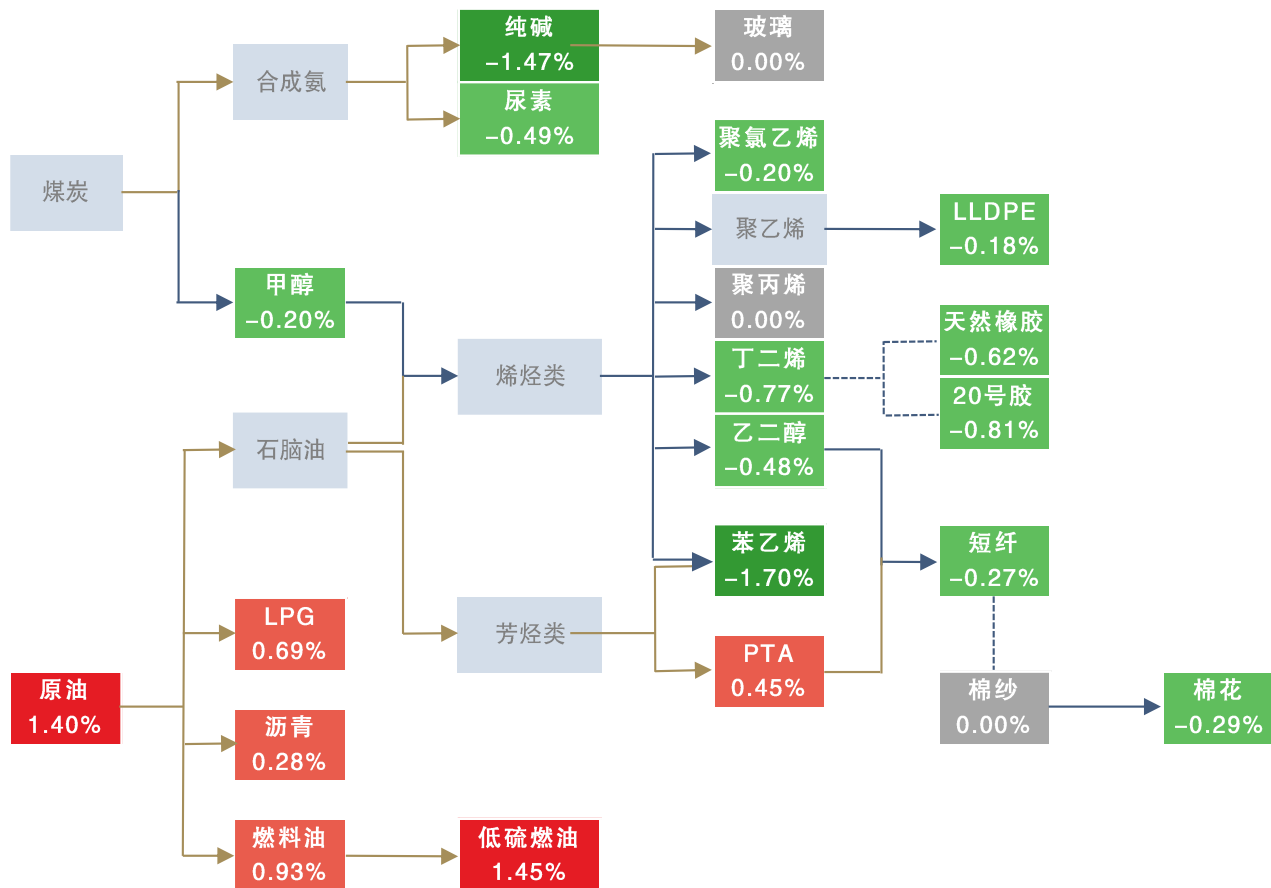 纯碱
-1.47%
玻璃
0.00%
合成氨
尿素
-0.49%
煤炭
聚氯乙烯
-0.20%
聚乙烯
LLDPE
-0.18%
甲醇
-0.20%
聚丙烯
0.00%
烯烃类
丁二烯
-0.77%
天然橡胶
-0.62%
20号胶
-0.81%
石脑油
乙二醇
-0.48%
苯乙烯
-1.70%
短纤
-0.27%
LPG
0.69%
芳烃类
PTA
0.45%
原油
1.40%
棉纱
0.00%
棉花
-0.29%
沥青
0.28%
燃料油
0.93%
低硫燃油
1.45%